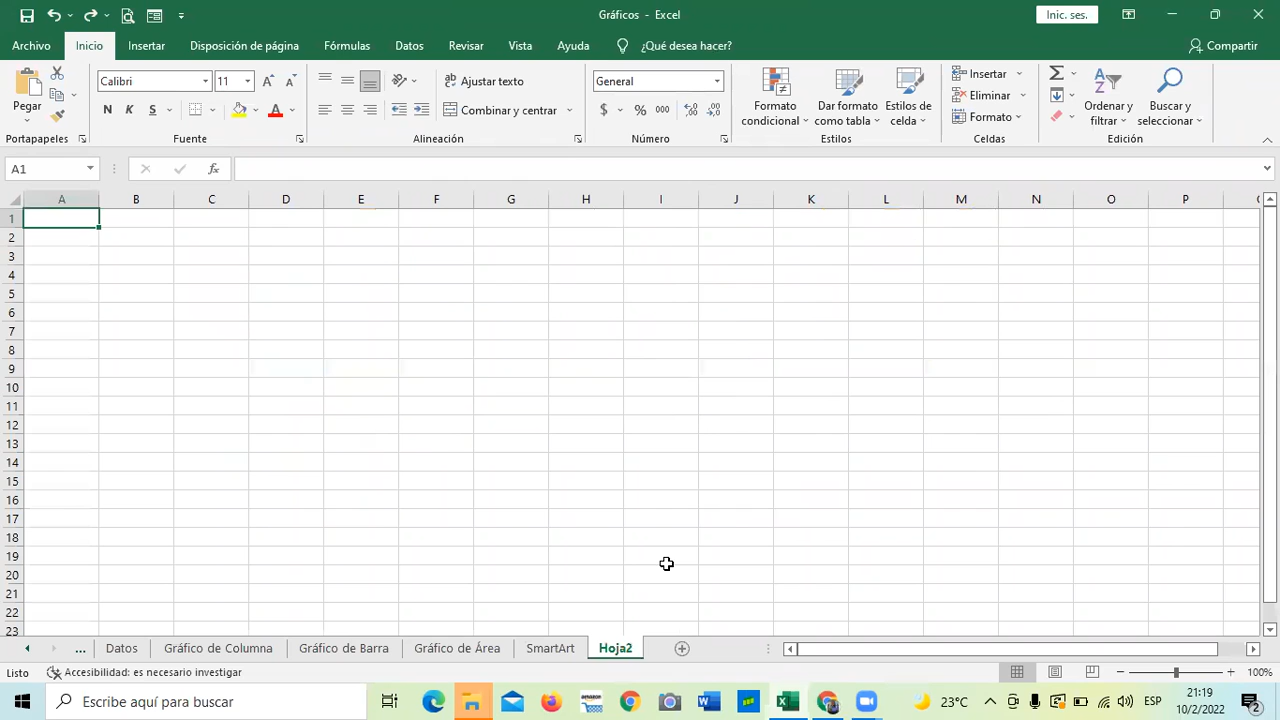 Gráficos - Excel
Inic. ses.
Archivo Inicio Insertar Disposición de página Fórmulas Datos Revisar Vista Ayuda ¿Qué desea hacer? Compartir
Pegar
Calibri 11
N K S
Ajustar texto
Combinar y centrar
General
$ % 000
Formato condicional
Dar formato como tabla
Estilos de celda
Insertar
Eliminar
Formato
Ordenar y filtrar
Buscar y seleccionar
Portapapeles Fuente Alineación Número Estilos Celdas Edición
A1 fx
A B C D E F G H I J K L M N O P
1
2
3
4
5
6
7
8
9
10
11
12
13
14
15
16
17
18
19
20
21
22
23
... Datos Gráfico de Columna Gráfico de Barra Gráfico de Área SmartArt Hoja2
Listo Accesibilidad: es necesario investigar 100%
Escribe aquí para buscar
23°C ESP 21:19
10/2/2022 2